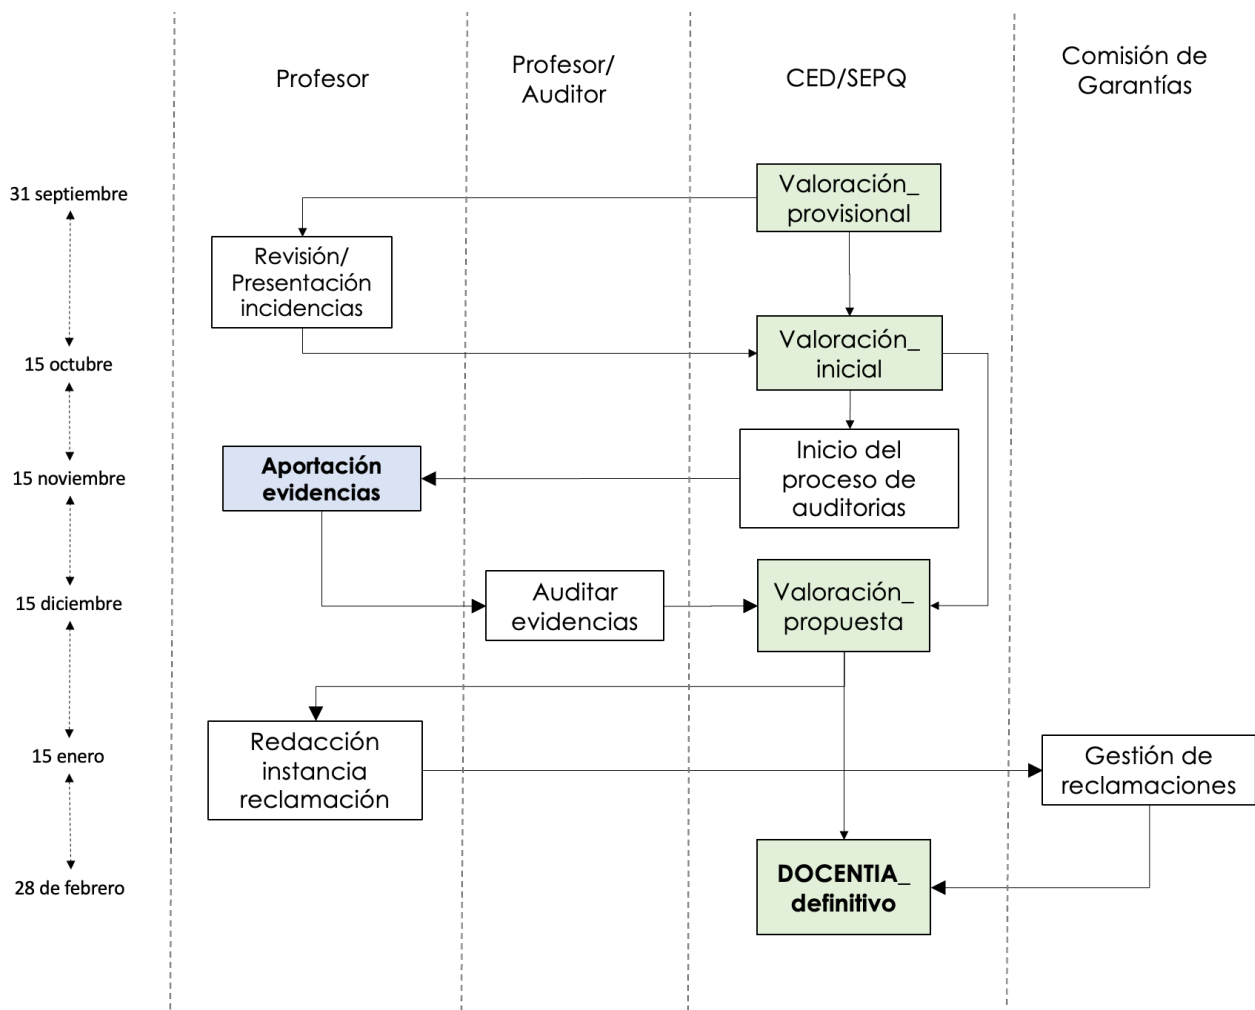 Profesor
Profesor/
Auditor
CED/SEPQ
Comisión de
Garantías
31 septiembre
Valoración_
provisional
Revisión/
Presentación
incidencias
15 octubre
Valoración_
inicial
Inicio del
proceso de
auditorias
Aportación
evidencias
15 noviembre
15 diciembre
Auditar
evidencias
Valoración_
propuesta
15 enero
Redacción
instancia
reclamación
Gestión de
reclamaciones
28 de febrero
DOCENTIA_
definitivo